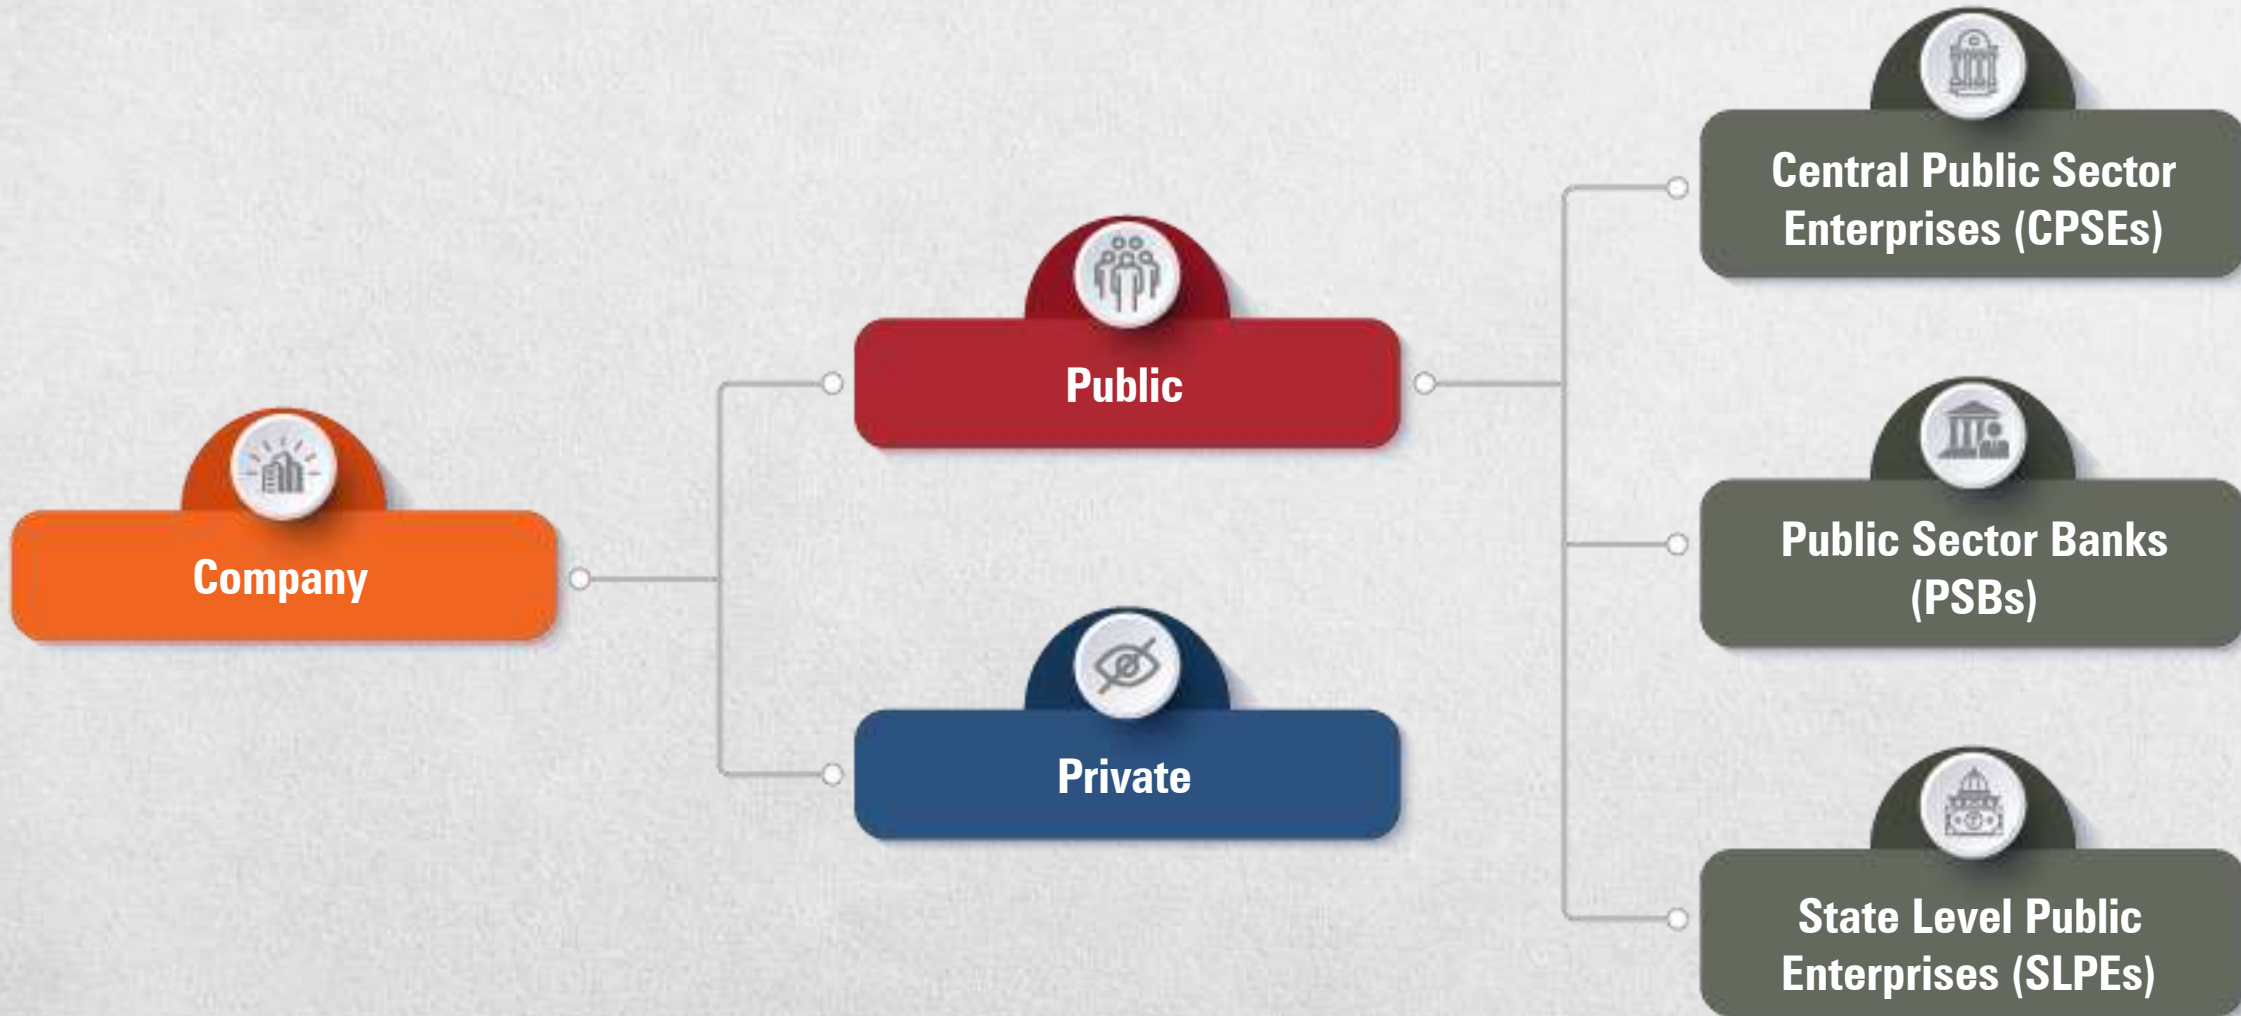 Company
Public
Private
Central Public Sector
Enterprises (CPSEs)
Public Sector Banks
(PSBs)
State Level Public
Enterprises (SLPEs)